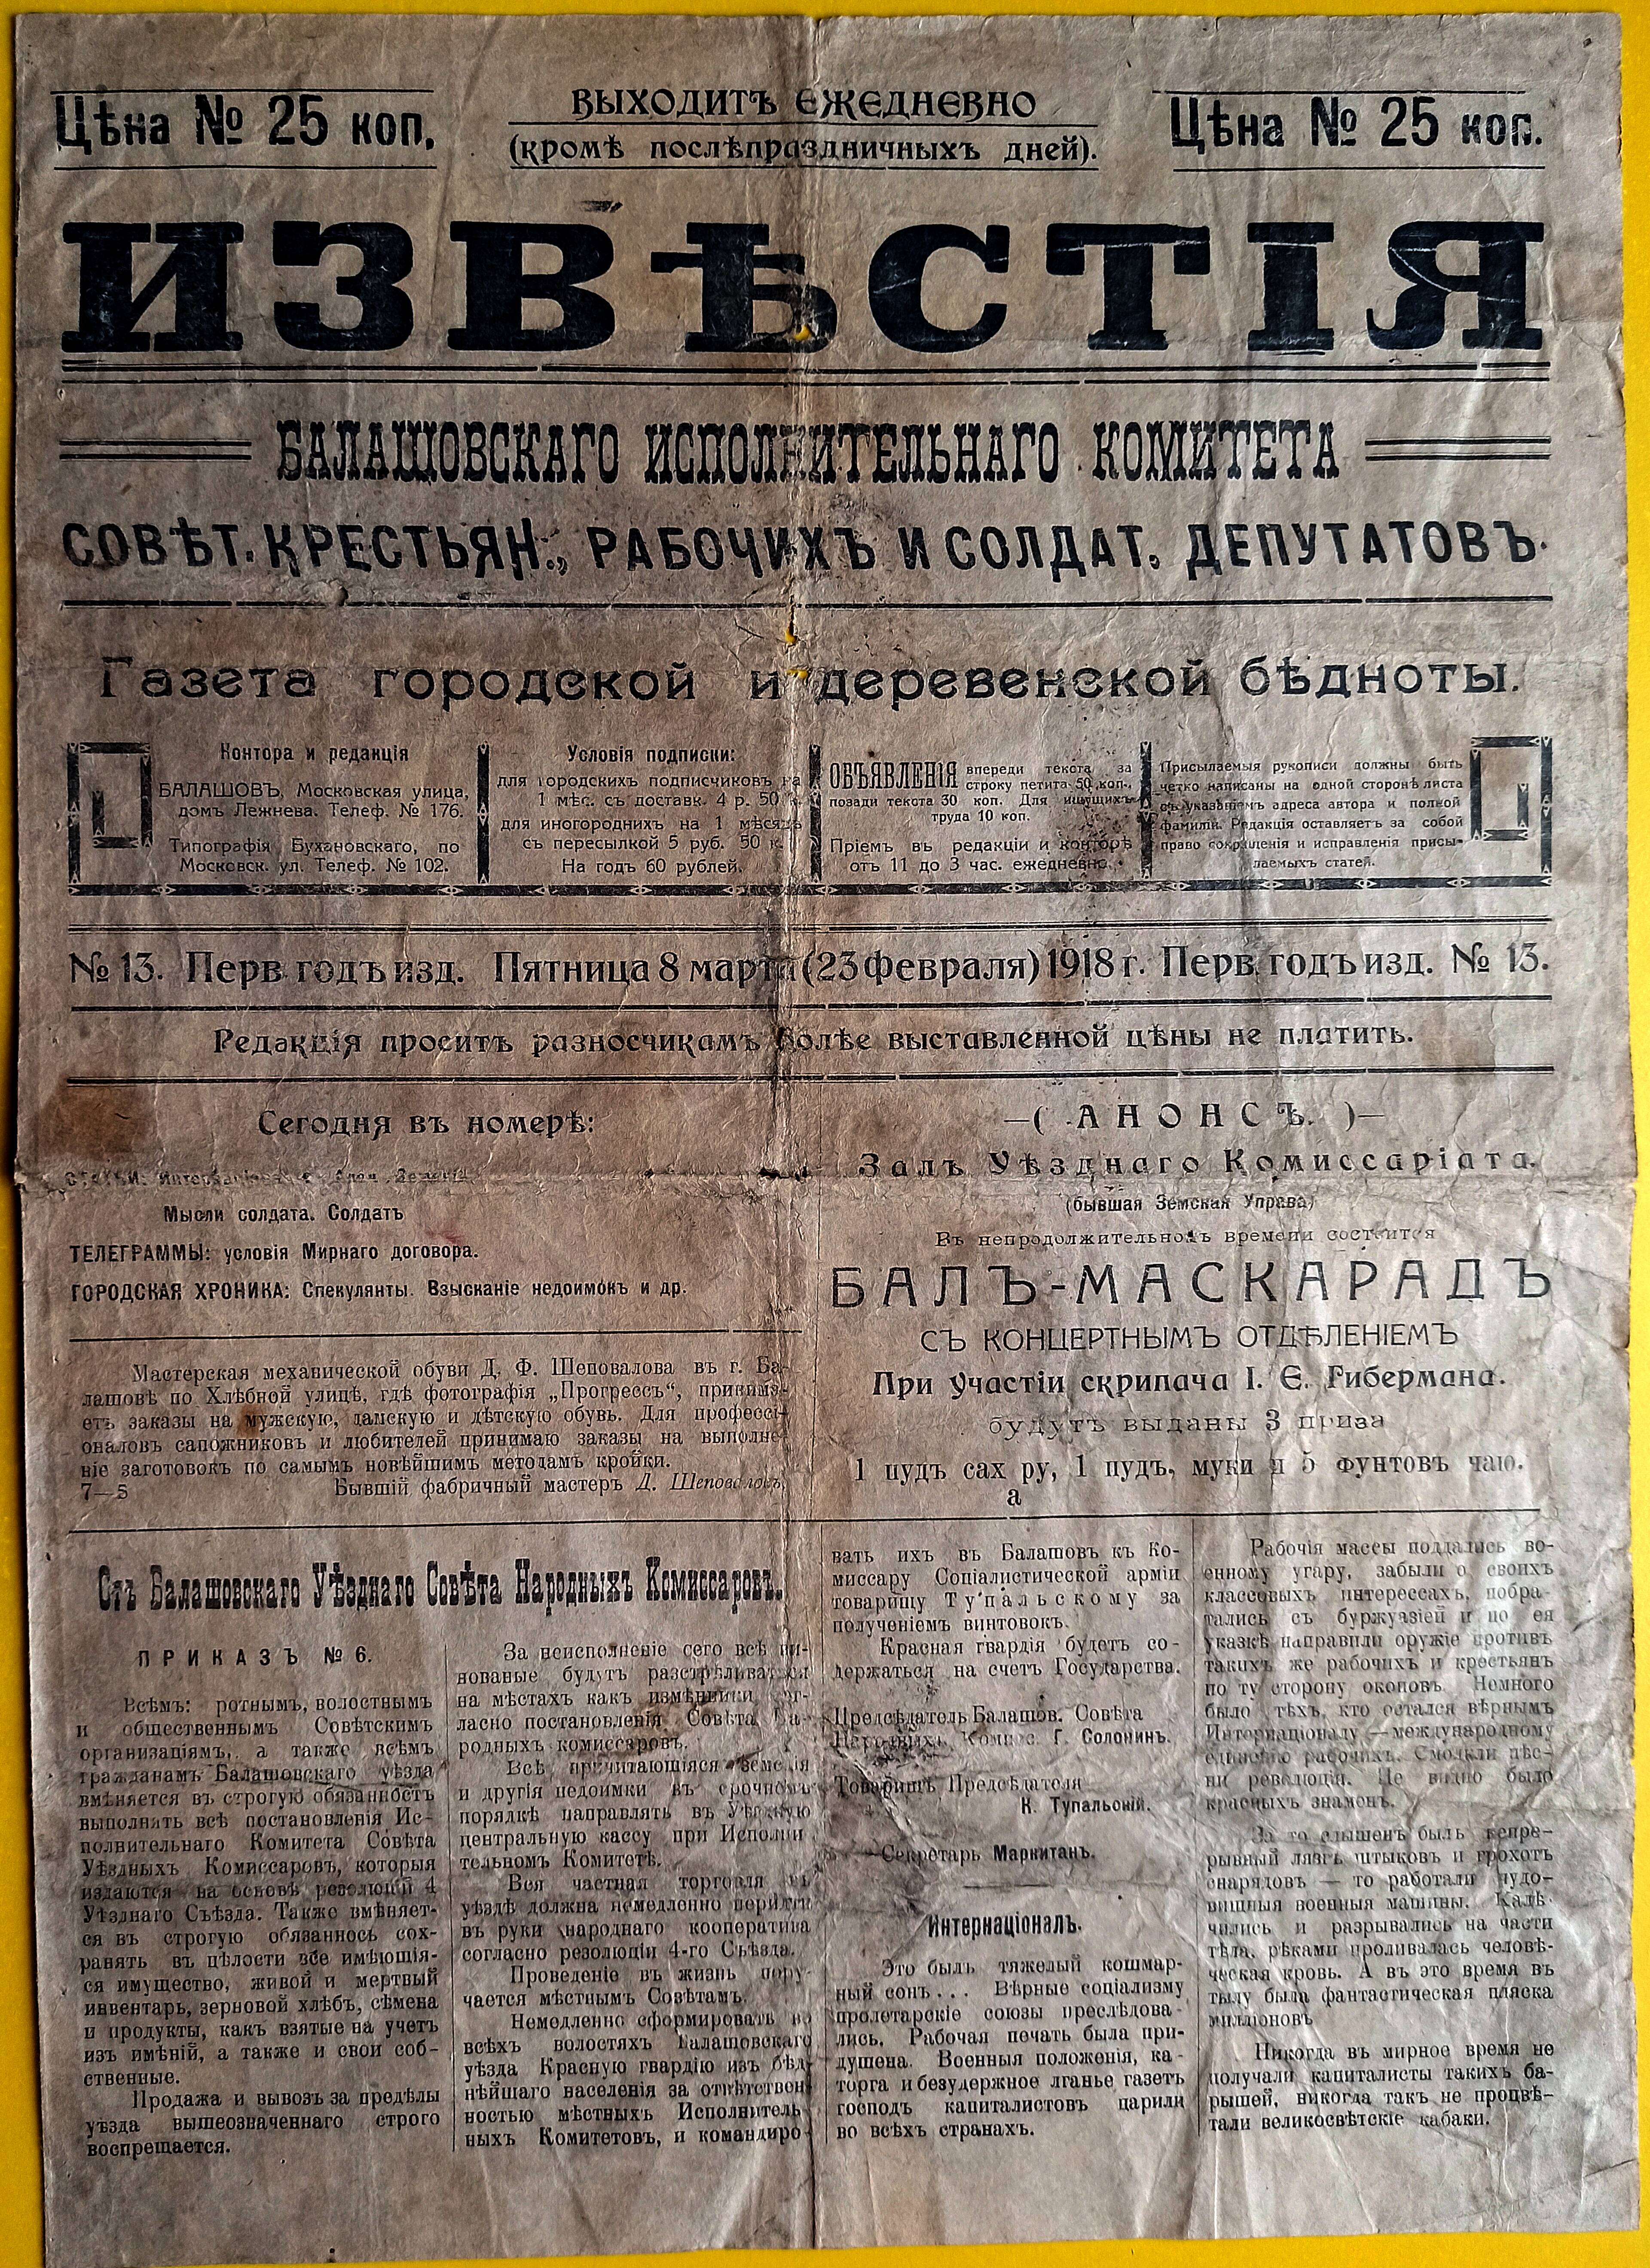 Цѣна № 25 коп.
ВЫХОДИТЪ ЕЖЕДНЕВНО
(кромѣ послѣпраздничныхъ дней).
Цѣна № 25 коп.
ИЗВѢСТІЯ
БАЛАШОВСКАГО ИСПОЛНИТЕЛЬНАГО КОМИТЕТА
СОВѢТ. КРЕСТЬЯН., РАБОЧИХЪ И СОЛДАТ. ДЕПУТАТОВЪ.
Газета городской и деревенской бѣдноты.
Контора и редакція
БАЛАШОВЪ, Московская улица,
домъ Лежнева. Телеф. № 176.
Типографія Бухановскаго, по
Московск. ул. Телеф. № 102.
Условія подписки:
для городскихъ подписчиковъ на
1 мѣс. съ доставк. 4 р. 50 к.
для иногороднихъ на 1 мѣсяцъ
съ пересылкой 5 руб. 50 к.
На годъ 60 рублей.
ОБЪЯВЛЕНІЯ впереди текста за
строку петита 50 коп.,
позади текста 30 коп. Для ищущихъ
труда 10 коп.
Пріемъ въ редакціи и конторѣ
отъ 11 до 3 час. ежедневно.
Присылаемыя рукописи должны быть
четко написаны на одной сторонѣ листа
съ указаніемъ адреса автора и полной
фамиліи. Редакція оставляетъ за собой
право сокращенія и исправленія присы-
лаемыхъ статей.
№ 13. Перв. годъ изд. Пятница 8 марта (23 февраля) 1918 г. Перв. годъ изд. № 13.
Редакція проситъ разносчикамъ болѣе выставленной цѣны не платить.
Сегодня въ номерѣ:
СТАТЬИ:
Мысли солдата. Солдатъ
ТЕЛЕГРАММЫ: условія Мирнаго договора.
ГОРОДСКАЯ ХРОНИКА: Спекулянты. Взысканіе недоимок и др.
Мастерская механической обуви Д. Ф. Шеповалова въ г. Ба-
лашовѣ по Хлѣбной улицѣ, гдѣ фотографія „Прогрессъ“, принима-
етъ заказы на мужскую, дамскую и дѣтскую обувь. Для професси-
оналовъ сапожниковъ и любителей принимаю заказы на выполне-
ніе заготовокъ по самымъ новѣйшимъ методамъ кройки.
7—5 Бывшій фабричный мастеръ Д. Шеповаловъ.
—( АНОНСЪ. )—
Залъ Уѣзднаго Комиссаріата.
(бывшая Земская Управа)
Въ непродолжительномъ времени состоится
БАЛЪ-МАСКАРАДЪ
СЪ КОНЦЕРТНЫМЪ ОТДѢЛЕНІЕМЪ
При участіи скрипача І. Є. Гибермана.
будутъ выданы 3 приза
1 пудъ сах ру, 1 пудъ, муки и 5 фунтовъ чаю.
а
Отъ Балашовскаго Уѣзднаго Совѣта Народныхъ Комиссаровъ.
ПРИКАЗЪ № 6.
Всѣмъ: ротнымъ, волостнымъ
и общественнымъ Совѣтскимъ
организаціямъ, а также всѣмъ
гражданамъ Балашовскаго уѣзда
вмѣняется въ строгую обязанность
выполнять всѣ постановленія Ис-
полнительнаго Комитета Совѣта
Уѣздныхъ Комиссаровъ, которыя
издаются на основѣ резолюцій 4
Уѣзднаго Съѣзда. Также вмѣняет-
ся въ строгую обязаннось сох-
ранять въ цѣлости все имѣющія-
ся имущество, живой и мертвый
инвентарь, зерновой хлѣбъ, сѣмена
и продукты, какъ взятые на учетъ
изъ имѣній, а также и свои соб-
ственные.
Продажа и вывозъ за предѣлы
уѣзда вышеозначеннаго строго
воспрещается.
За неисполненіе сего всѣ ви-
нованые будутъ разстрѣливаться
на мѣстахъ какъ измѣнники, сог-
ласно постановленія Совѣта На-
родныхъ комиссаровъ.
Всѣ причитающіяся земскія
и другія недоимки въ срочномъ
порядкѣ направлять въ Уѣздную
центральную кассу при Исполни
тельномъ Комитетѣ.
Вся частная торговля въ
уѣздѣ должна немедленно перейти
въ руки народнаго кооператива
согласно резолюціи 4-го Съѣзда.
Проведеніе въ жизнь пору-
чается мѣстнымъ Совѣтамъ.
Немедленно сформировать во
всѣхъ волостяхъ Балашовскаго
уѣзда Красную гвардію изъ бѣд
нѣйшаго населенія за отвѣтствен
ностью мѣстныхъ Исполнитель-
ныхъ Комитетовъ, и командиро-
вать ихъ въ Балашовъ къ Ко-
миссару Соціалистической арміи
товарищу Тупальскому за
полученіемъ винтовокъ.
Красная гвардія будетъ со-
держаться на счетъ Государства.
Предсѣдатель Балашов. Совѣта
Народныхъ Комис. Г. Солонинъ.
Товарищъ Предсѣдателя
К. Тупальскій.
Секретарь Маркитанъ.
Интернаціоналъ.
Это былъ тяжелый кошмар-
ный сонъ... Вѣрные соціализму
пролетарскіе союзы преслѣдова-
лись. Рабочая печать была при-
душена. Военныя положенія, ка-
торга и безудержное лганье газетъ
господъ капиталистовъ царили
во всѣхъ странахъ.
Рабочія массы поддались во-
енному угару, забыли о своихъ
классовыхъ интересахъ, побра-
тались съ буржуазіей и по ея
указкѣ направили оружіе противъ
такихъ же рабочихъ и крестьянъ
по ту сторону окоповъ. Немного
было тѣхъ, кто остался вѣрнымъ
Интернаціоналу—международному
единенію рабочихъ. Смолкли пѣс-
ни революціи. Не видно было
красныхъ знаменъ.
За то слышенъ былъ непре-
рывный лязгъ штыковъ и грохотъ
снарядовъ — то работали чудо-
вищныя военныя машины. Калѣ-
чились и разрывались на части
тѣла, рѣками проливалась человѣ-
ческая кровь. А въ это время въ
тылу была фантастическая пляска
милліоновъ
Никогда въ мирное время не
получали капиталисты такихъ ба-
рышей, никогда такъ не процвѣ-
тали великосвѣтскіе кабаки.